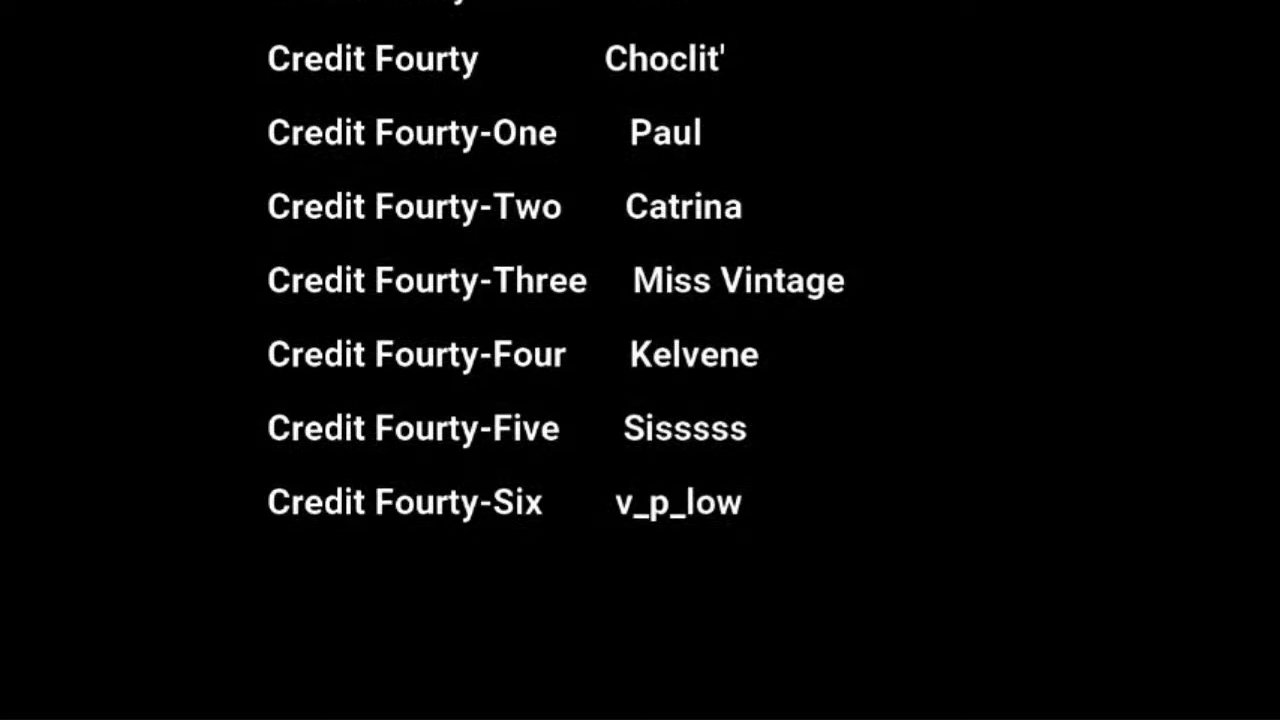 Credit Fourty Choclit'
Credit Fourty-One Paul
Credit Fourty-Two Catrina
Credit Fourty-Three Miss Vintage
Credit Fourty-Four Kelvene
Credit Fourty-Five Sisssss
Credit Fourty-Six v_p_low